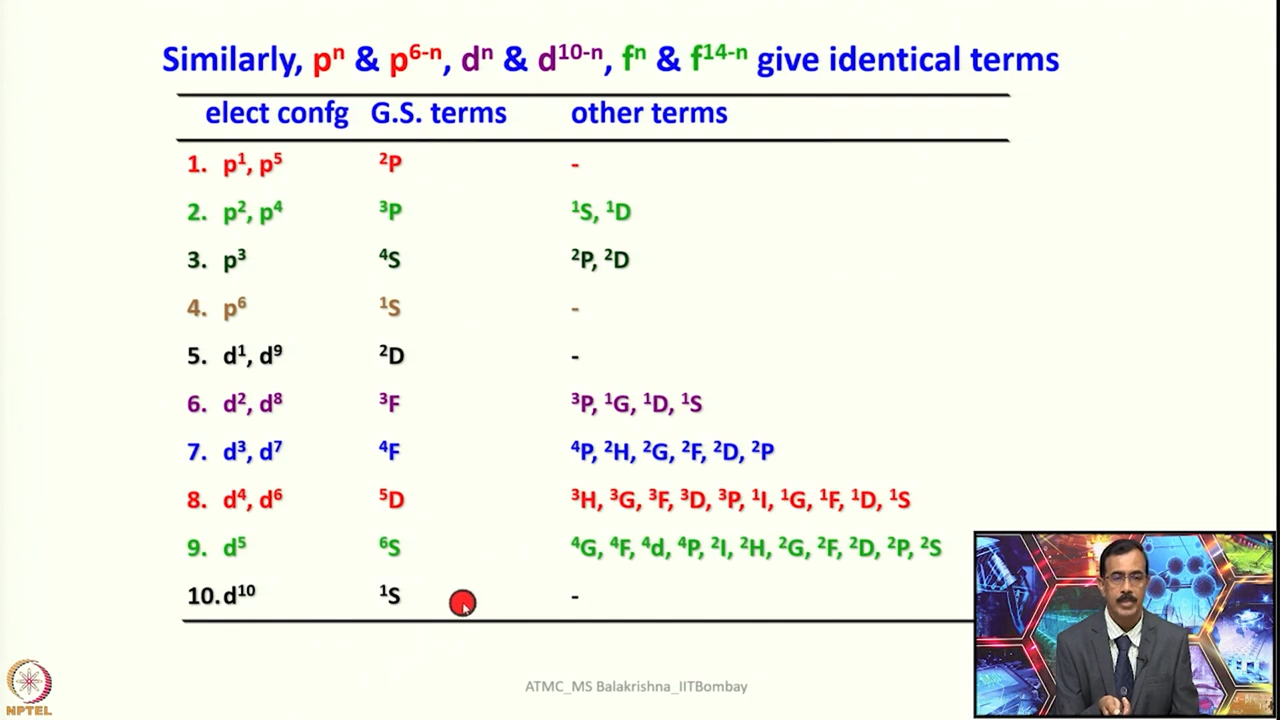 Similarly, pⁿ & p⁶⁻ⁿ, dⁿ & d¹⁰⁻ⁿ, fⁿ & f¹⁴⁻ⁿ give identical terms
elect confg G.S. terms other terms
1. p¹, p⁵ ²P -
2. p², p⁴ ³P ¹S, ¹D
3. p³ ⁴S ²P, ²D
4. p⁶ ¹S -
5. d¹, d⁹ ²D -
6. d², d⁸ ³F ³P, ¹G, ¹D, ¹S
7. d³, d⁷ ⁴F ⁴P, ²H, ²G, ²F, ²D, ²P
8. d⁴, d⁶ ⁵D ³H, ³G, ³F, ³D, ³P, ¹I, ¹G, ¹F, ¹D, ¹S
9. d⁵ ⁶S ⁴G, ⁴F, ⁴d, ⁴P, ²I, ²H, ²G, ²F, ²D, ²P, ²S
10. d¹⁰ ¹S -
ATMC_MS Balakrishna_IITBombay
NPTEL